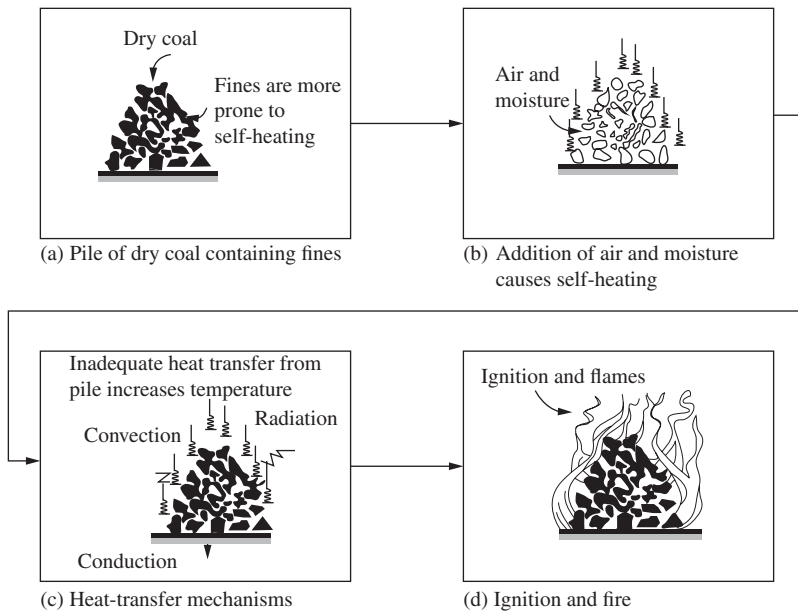 Dry coal
Fines are more
prone to
self-heating
(a) Pile of dry coal containing fines
Air and
moisture
(b) Addition of air and moisture
causes self-heating
Inadequate heat transfer from
pile increases temperature
Radiation
Convection
Conduction
(c) Heat-transfer mechanisms
Ignition and flames
(d) Ignition and fire